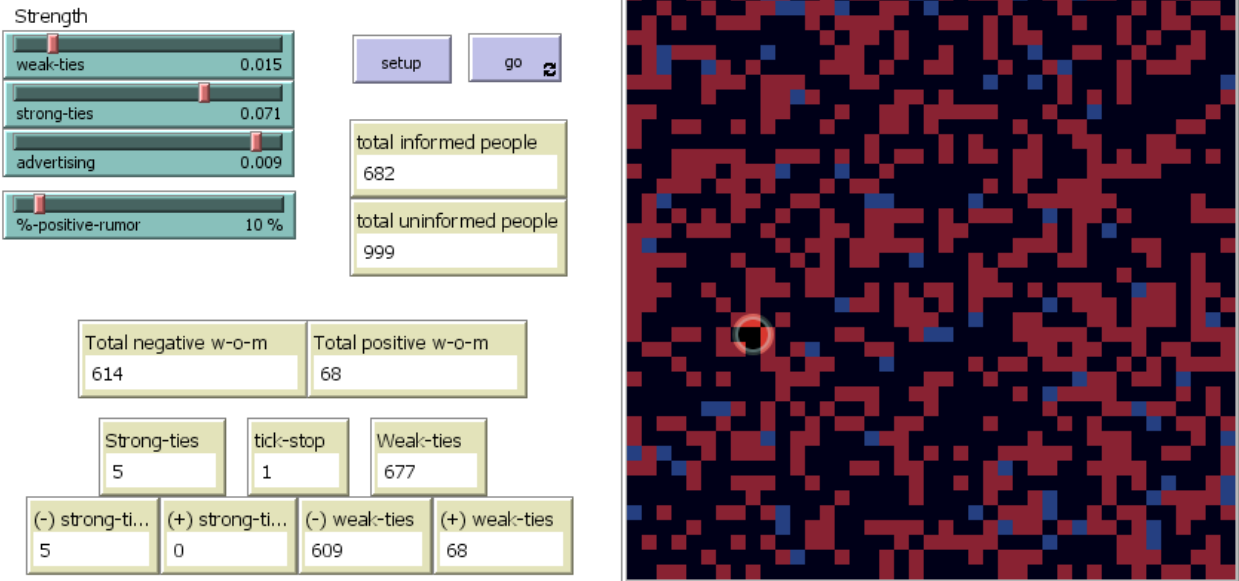 Strength
weak-ties 0.015
strong-ties 0.071
advertising 0.009
%-positive-rumor 10 %
setup
go
total informed people
682
total uninformed people
999
Total negative w-o-m
614
Total positive w-o-m
68
Strong-ties
5
tick-stop
1
Weak-ties
677
(-) strong-ti...
5
(+) strong-ti...
0
(-) weak-ties
609
(+) weak-ties
68